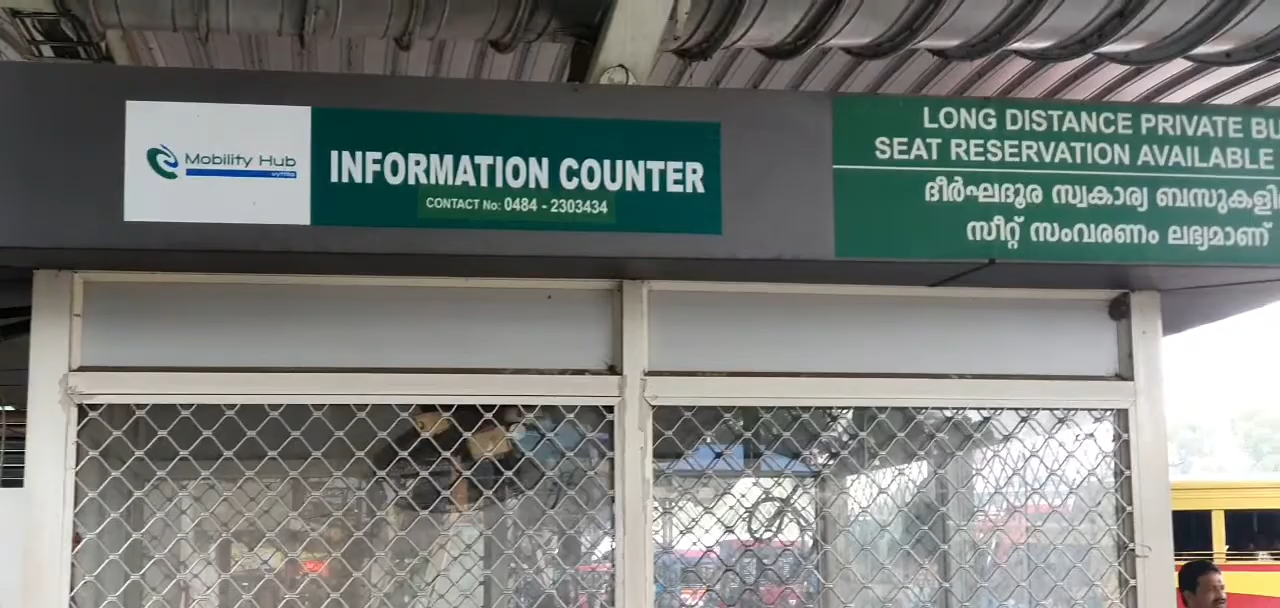 Mobility Hub
vyttila
INFORMATION COUNTER
CONTACT No: 0484 - 2303434
LONG DISTANCE PRIVATE
SEAT RESERVATION AVAILABLE
ദീർഘദൂര സ്വകാര്യ
സീറ്റ് സംവരണം ലഭ്യമാണ്